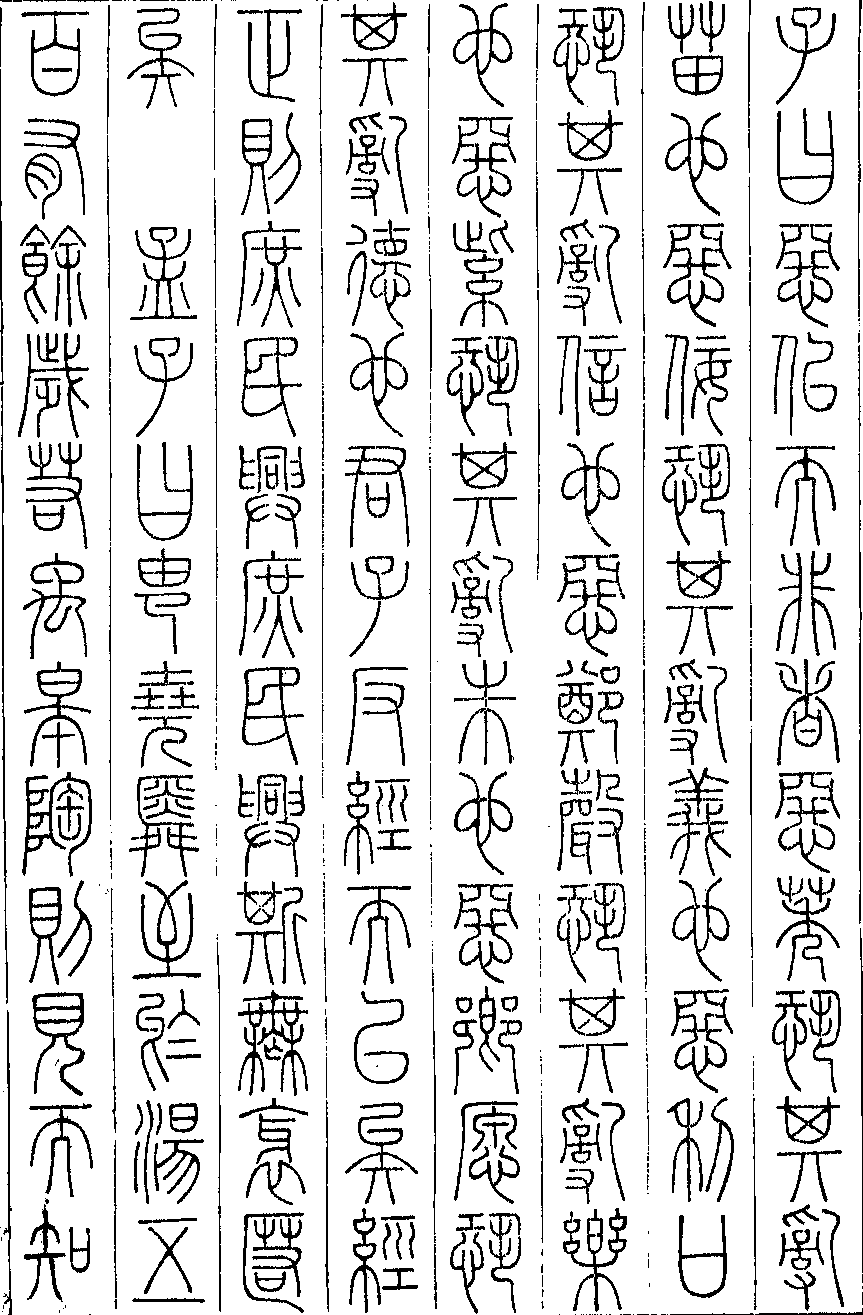 子曰惡佀而非者惡莠恐其亂
苗也惡佞恐其亂義也惡利口
恐其亂信也惡鄭聲恐其亂樂
也惡紫恐其亂朱也惡鄉愿恐
其亂德也君子反經而已矣經
正則庶民興庶民興斯無衺匿
矣　孟子曰由堯舜至於湯五
百有餘歲若禹皋陶則見而知